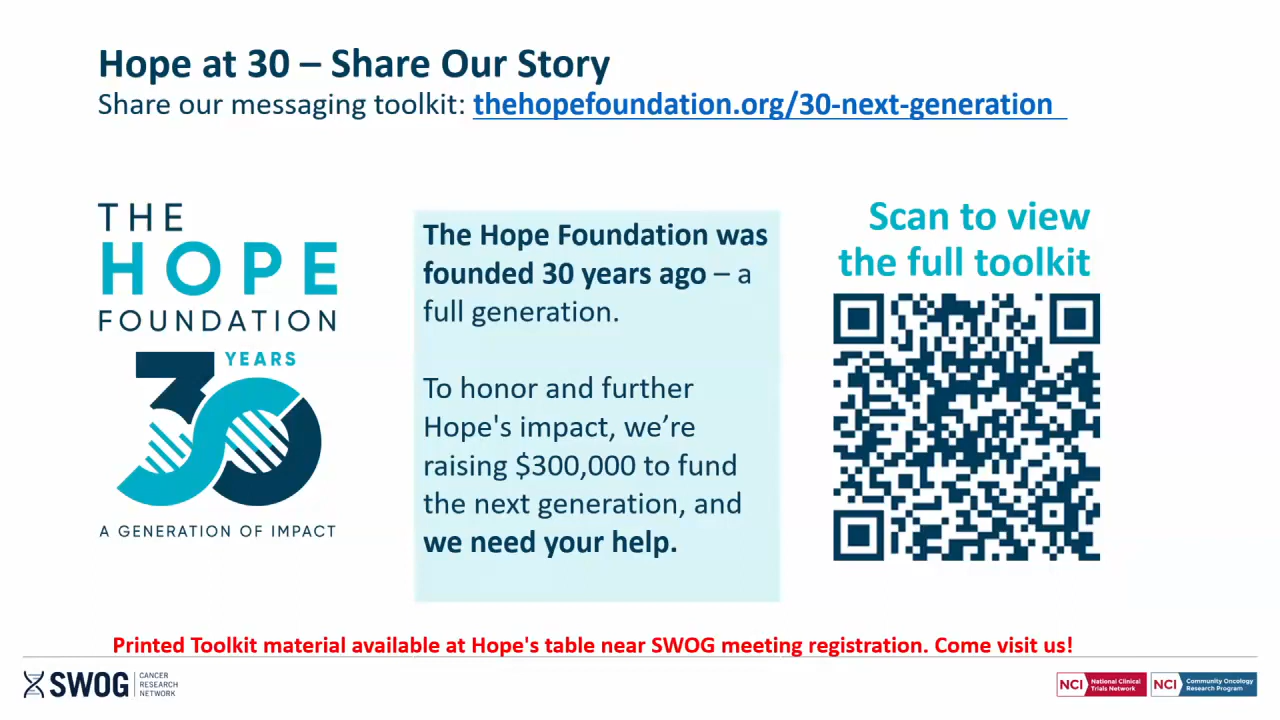 Hope at 30 – Share Our Story
Share our messaging toolkit: thehopefoundation.org/30-next-generation
THE
HOPE
FOUNDATION
30 YEARS
A GENERATION OF IMPACT
The Hope Foundation was
founded 30 years ago – a
full generation.
To honor and further
Hope's impact, we’re
raising $300,000 to fund
the next generation, and
we need your help.
Scan to view
the full toolkit
Printed Toolkit material available at Hope's table near SWOG meeting registration. Come visit us!
SWOG
CANCER
RESEARCH
NETWORK
NCI
National Clinical
Trials Network
NCI
Community Oncology
Research Program